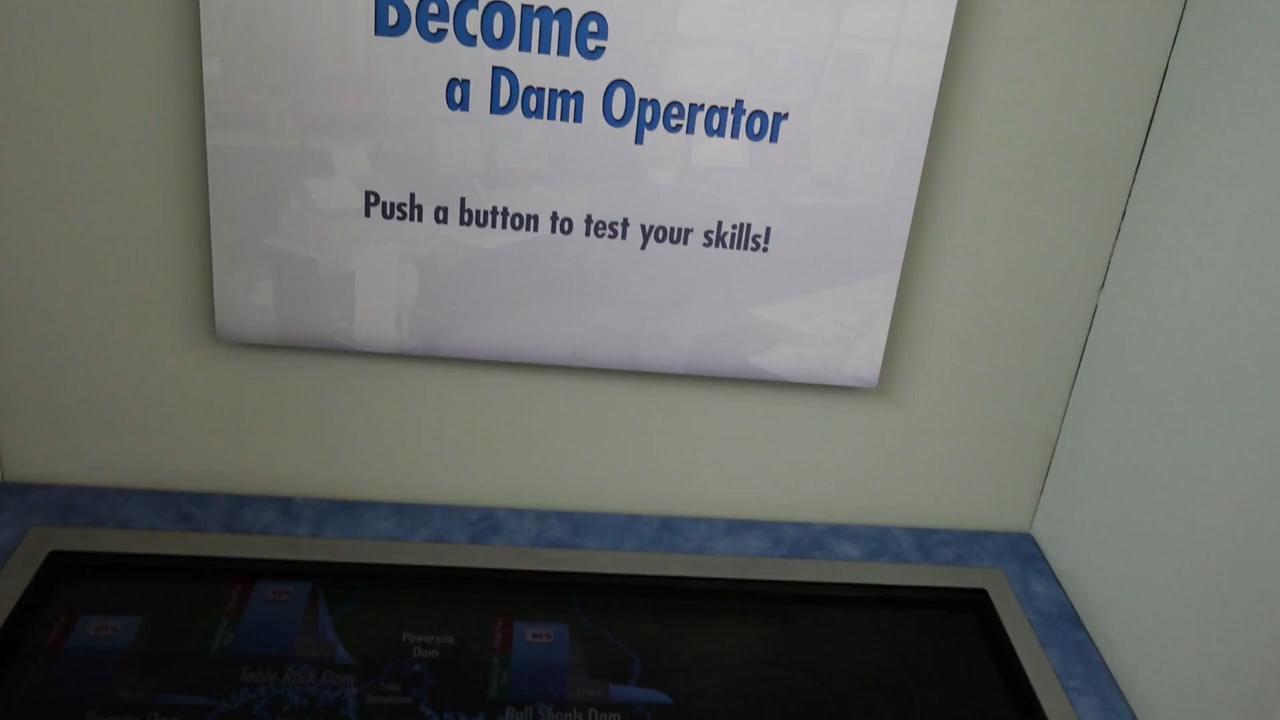 Become
a Dam Operator
Push a button to test your skills!
Powersite
Dam
Table Rock Dam
Bull Shoals Dam